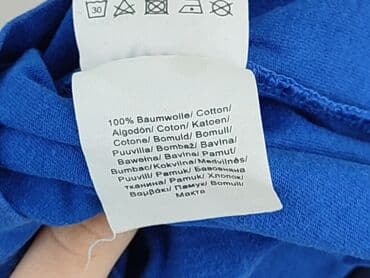 30
100% Baumwolle/ Cotton/
Algodón/ Coton/ Katoen/
Cotone/ Bomuld/ Bomull/
Puuvilla/ Bombaž/ Bavlna/
Bawełna/ Bavlna/ Pamut/
Bumbac/ Kokvilna/ Medvilnės/
Puuvill/ Pamuk/ Бавовняна
тканина/ Pamuk/ Хлопок/
Βαμβάκι/ Памук/ Bomull/
Мақта